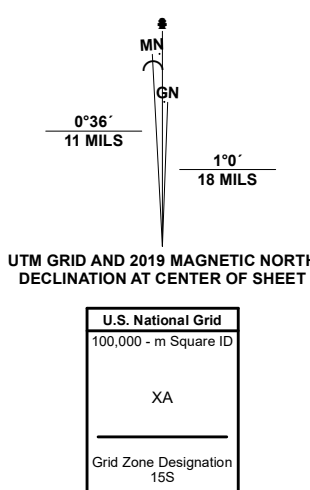 MN
GN
0°36´
11 MILS
1°0´
18 MILS
UTM GRID AND 2019 MAGNETIC NORTH
DECLINATION AT CENTER OF SHEET
U.S. National Grid
100,000 - m Square ID
XA
Grid Zone Designation
15S